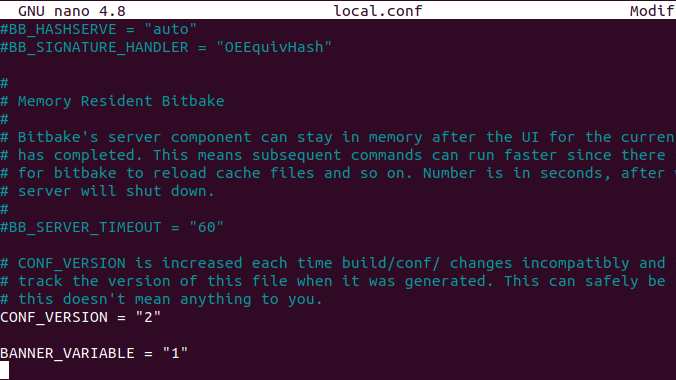 GNU nano 4.8 local.conf Modif
#BB_HASHSERVE = "auto"
#BB_SIGNATURE_HANDLER = "OEEquivHash"
#
# Memory Resident Bitbake
#
# Bitbake's server component can stay in memory after the UI for the curren
# has completed. This means subsequent commands can run faster since there
# for bitbake to reload cache files and so on. Number is in seconds, after
# server will shut down.
#
#BB_SERVER_TIMEOUT = "60"
# CONF_VERSION is increased each time build/conf/ changes incompatibly and
# track the version of this file when it was generated. This can safely be
# this doesn't mean anything to you.
CONF_VERSION = "2"
BANNER_VARIABLE = "1"